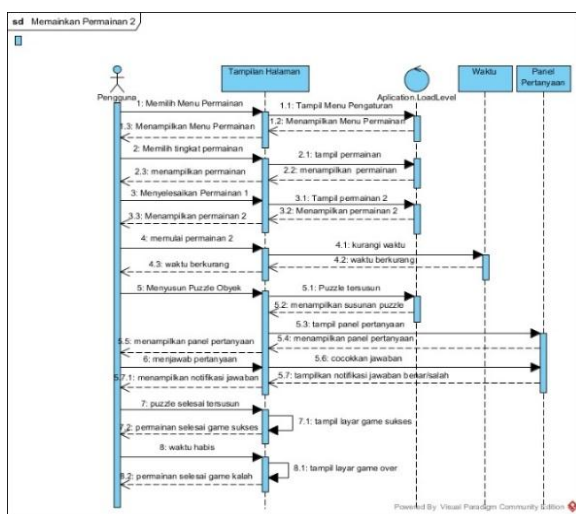 sd Memainkan Permainan 2
Tampilan Halaman
Waktu
Panel
Pertanyaan
Pengguna
Aplication.LoadLevel
1: Memilih Menu Permainan
1.1: Tampil Menu Pengaturan
1.2: Menampilkan Menu Permainan
1.3: Menampilkan Menu Permainan
2: Memilih tingkat permainan
2.1: tampil permainan
2.2: menampilkan permainan
2.3: menampilkan permainan
3: Menyelesaikan Permainan 1
3.1: Tampil permainan 2
3.2: Menampilkan permainan 2
3.3: Menampilkan permainan 2
4: memulai permainan 2
4.1: kurangi waktu
4.2: waktu berkurang
4.3: waktu berkurang
5: Menyusun Puzzle Obyek
5.1: Puzzle tersusun
5.2: menampilkan susunan puzzle
5.3: tampil panel pertanyaan
5.4: menampilkan panel pertanyaan
5.5: menampilkan panel pertanyaan
6: menjawab pertanyaan
5.6: cocokkan jawaban
5.7: tampilkan notifikasi jawaban benar/salah
5.7.1: menampilkan notifikasi jawaban
7: puzzle selesai tersusun
7.1: tampil layar game sukses
7.2: permainan selesai game sukses
8: waktu habis
8.1: tampil layar game over
8.2: permainan selesai game kalah
Powered By Visual Paradigm Community Edition